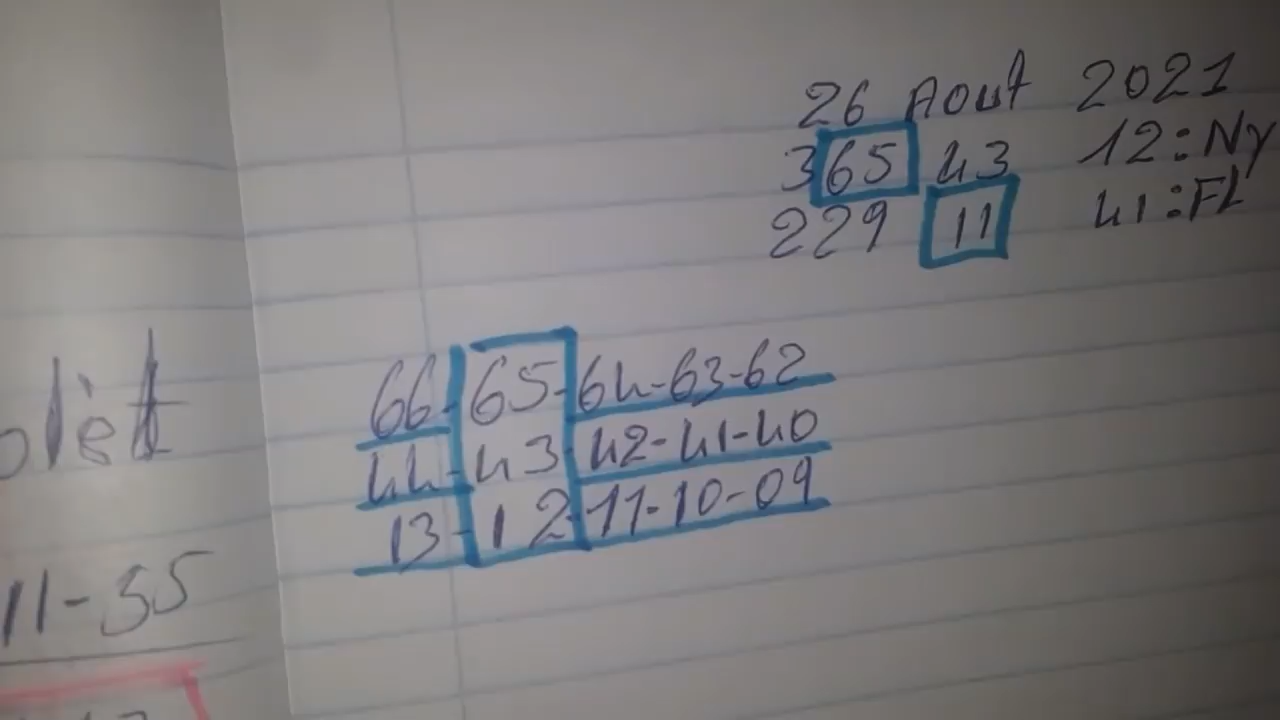 26 Aout 2021
365 43 12:Ny
229 11 41:FL
66-65-64-63-62
44-43-42-41-40
13-12-11-10-09
olèt
11-55